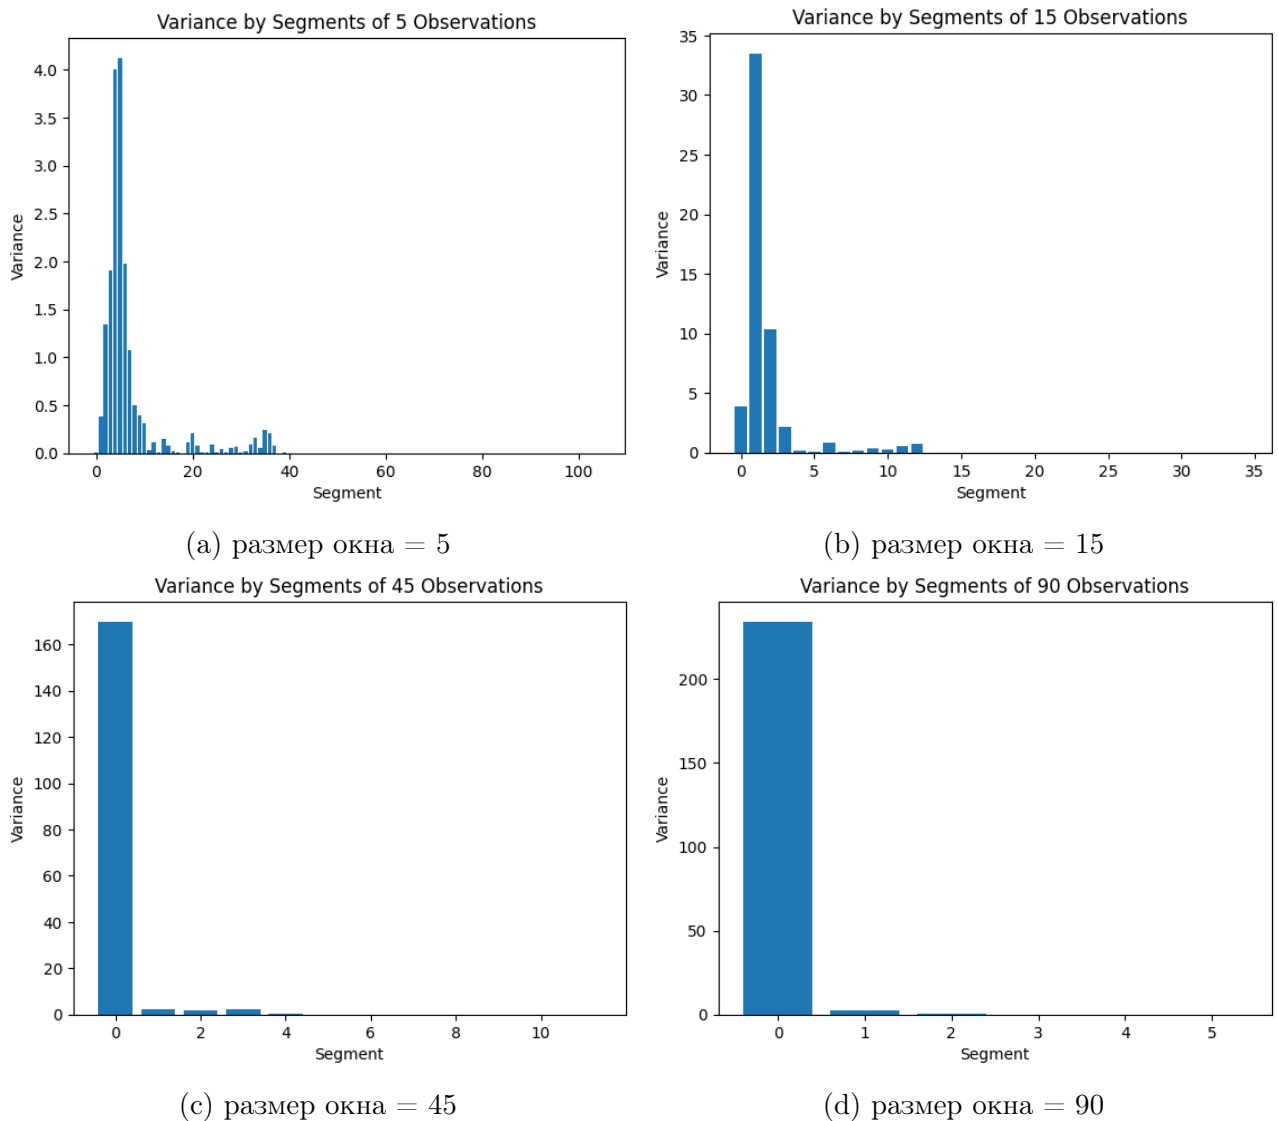 Variance by Segments of 5 Observations
Variance
4.0
3.5
3.0
2.5
2.0
1.5
1.0
0.5
0.0
0 20 40 60 80 100
Segment
(a) размер окна = 5
Variance by Segments of 15 Observations
Variance
35
30
25
20
15
10
5
0
0 5 10 15 20 25 30 35
Segment
(b) размер окна = 15
Variance by Segments of 45 Observations
Variance
160
140
120
100
80
60
40
20
0
0 2 4 6 8 10
Segment
(c) размер окна = 45
Variance by Segments of 90 Observations
Variance
200
150
100
50
0
0 1 2 3 4 5
Segment
(d) размер окна = 90